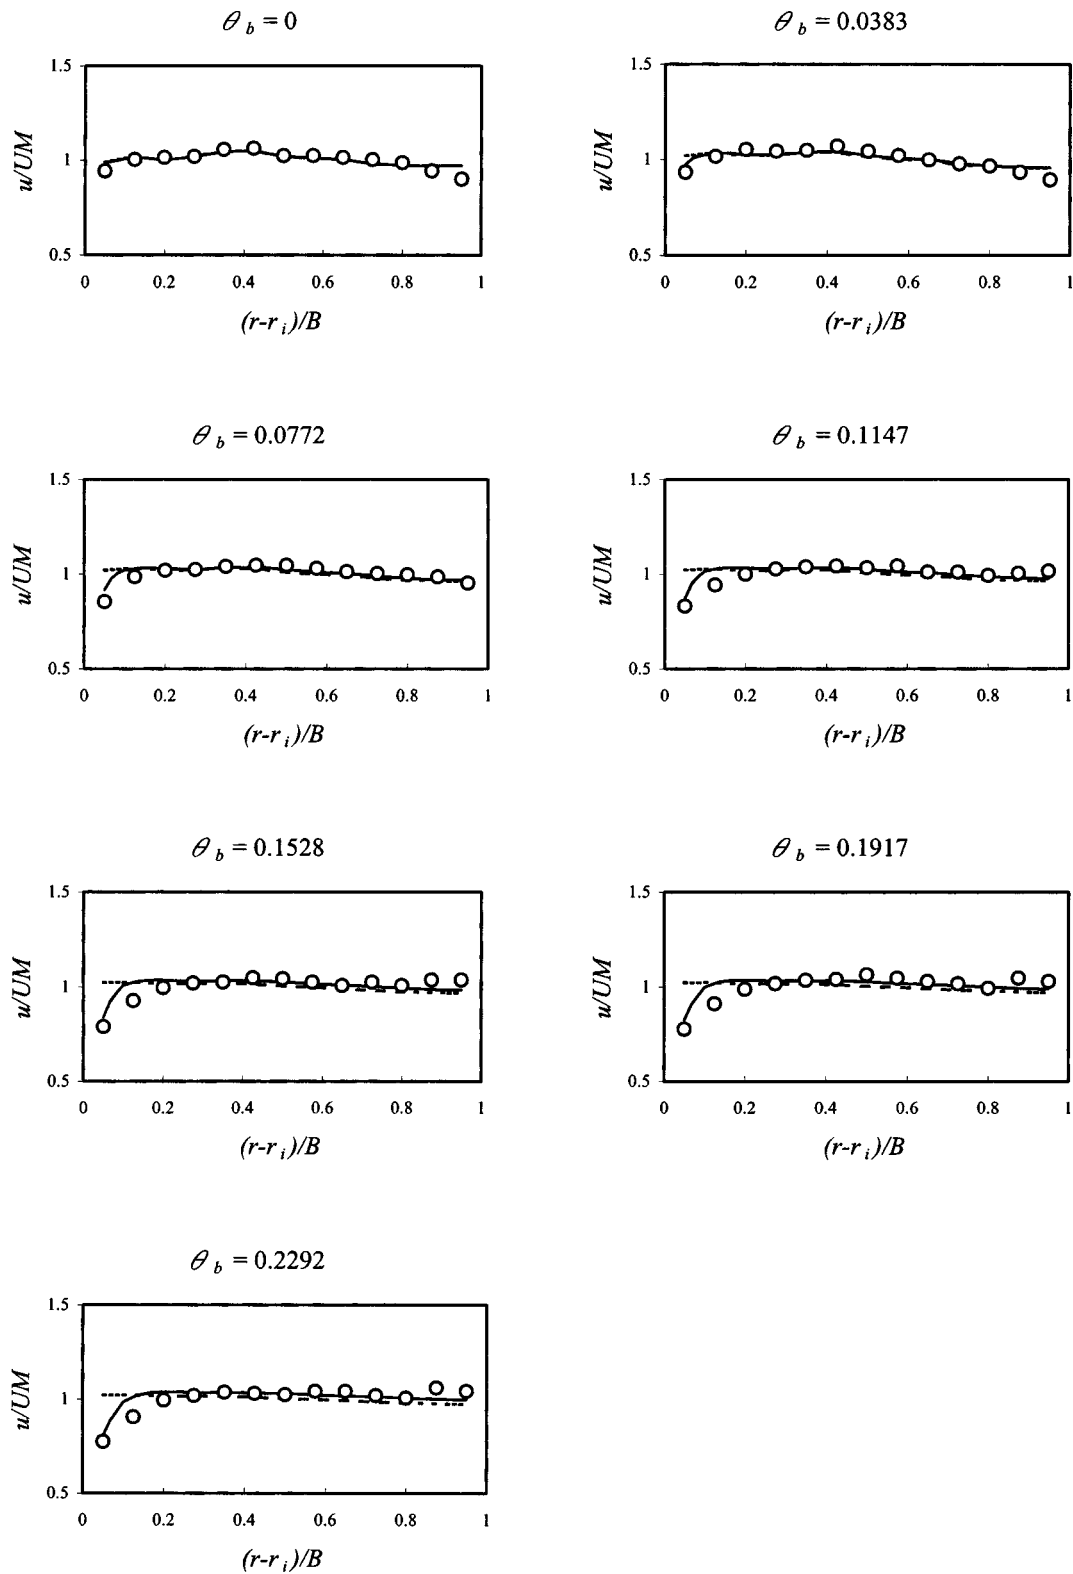 θ b = 0
1.5
1
0.5
u/UM
0 0.2 0.4 0.6 0.8 1
(r-r i)/B
θ b = 0.0383
1.5
1
0.5
u/UM
0 0.2 0.4 0.6 0.8 1
(r-r i)/B
θ b = 0.0772
1.5
1
0.5
u/UM
0 0.2 0.4 0.6 0.8 1
(r-r i)/B
θ b = 0.1147
1.5
1
0.5
u/UM
0 0.2 0.4 0.6 0.8 1
(r-r i)/B
θ b = 0.1528
1.5
1
0.5
u/UM
0 0.2 0.4 0.6 0.8 1
(r-r i)/B
θ b = 0.1917
1.5
1
0.5
u/UM
0 0.2 0.4 0.6 0.8 1
(r-r i)/B
θ b = 0.2292
1.5
1
0.5
u/UM
0 0.2 0.4 0.6 0.8 1
(r-r i)/B